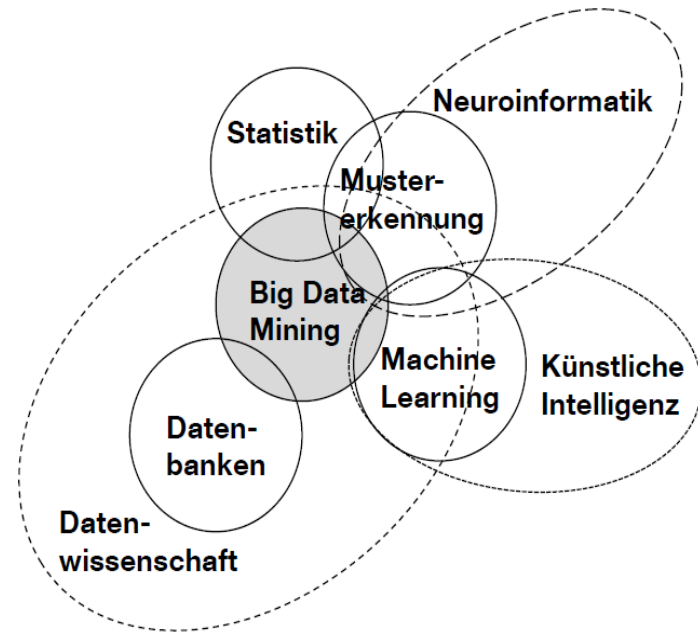 Neuroinformatik
Statistik
Muster-
erkennung
Big Data
Mining
Machine
Learning
Künstliche
Intelligenz
Daten-
banken
Daten-
wissenschaft